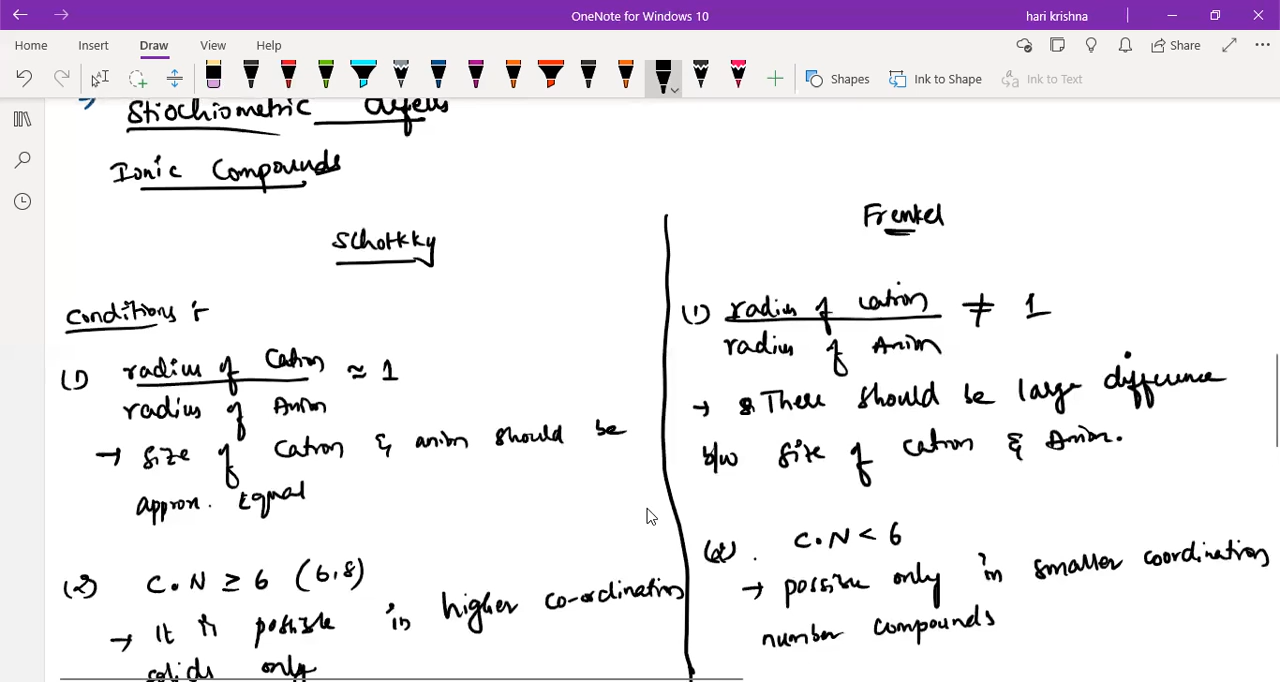 OneNote for Windows 10
hari krishna
Home Insert Draw View Help
Share
Shapes Ink to Shape Ink to Text
Stiochiometric defects
Ionic Compounds
Schottky
Conditions :-
(1) radius of Cation ≈ 1
radius of Anion
→ size of Cation & anion should be
approx. Equal
(2) C.N ≥ 6 (6,8)
→ It is possible in higher co-ordination
solids only
Frenkel
(1) radius of Cation ≠ 1
radius of Anion
→ There should be large difference
b/w size of cation & Anion.
(2). C.N < 6
→ possible only in smaller coordination
number compounds